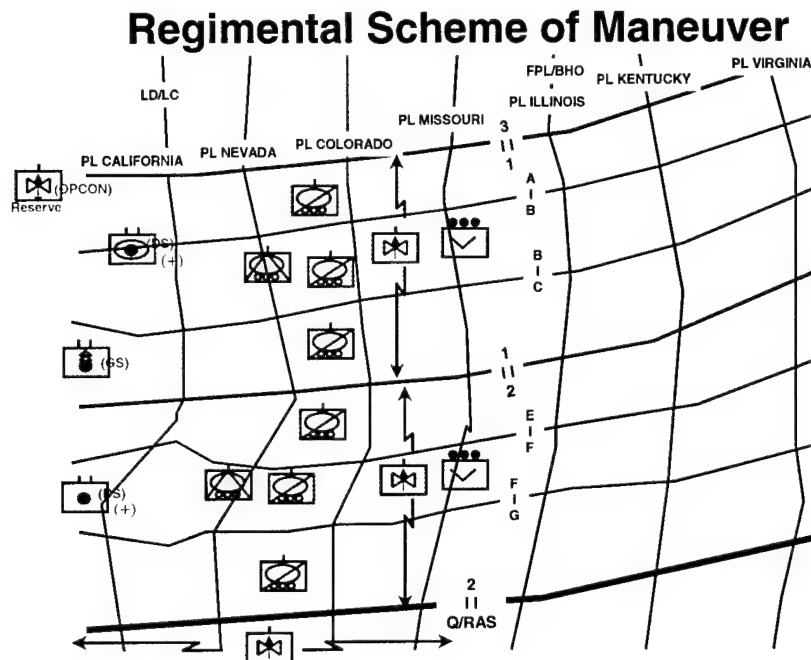 Regimental Scheme of Maneuver
FPL/BHO
PL VIRGINIA
PL KENTUCKY
LD/LC
PL ILLINOIS
PL MISSOURI
PL COLORADO
PL NEVADA
PL CALIFORNIA
3
II
1
(OPCON)
Reserve
A
I
B
(DS)
(+)
B
I
C
(GS)
1
II
2
E
I
F
F
I
G
(DS)
(+)
2
II
Q/RAS